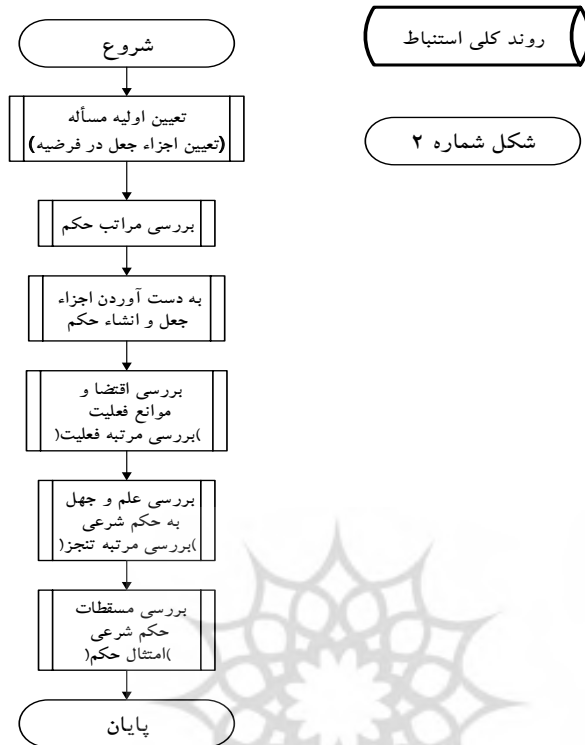 روند کلی استنباط
شکل شماره ۲
شروع
تعیین اولیه مسأله
(تعیین اجزاء جعل در فرضیه)
بررسی مراتب حکم
به دست آوردن اجزاء
جعل و انشاء حکم
بررسی اقتضا و
موانع فعلیت
)بررسی مرتبه فعلیت(
بررسی علم و جهل
به حکم شرعی
)بررسی مرتبه تنجز(
بررسی مسقطات
حکم شرعی
)امتثال حکم(
پایان